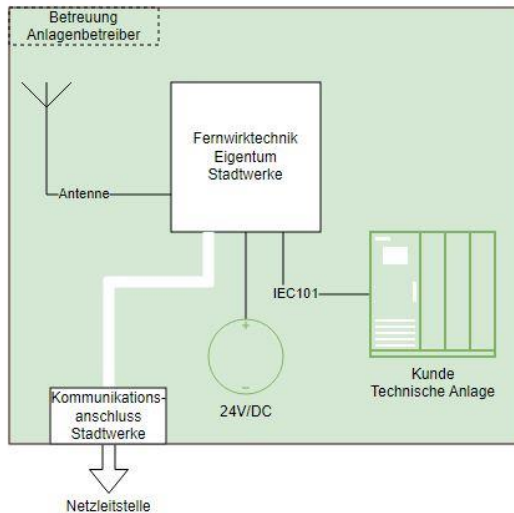 Betreuung
Anlagenbetreiber
Fernwirktechnik
Eigentum
Stadtwerke
Antenne
IEC101
+
−
Kunde
Technische Anlage
24V/DC
Kommunikations-
anschluss
Stadtwerke
Netzleitstelle